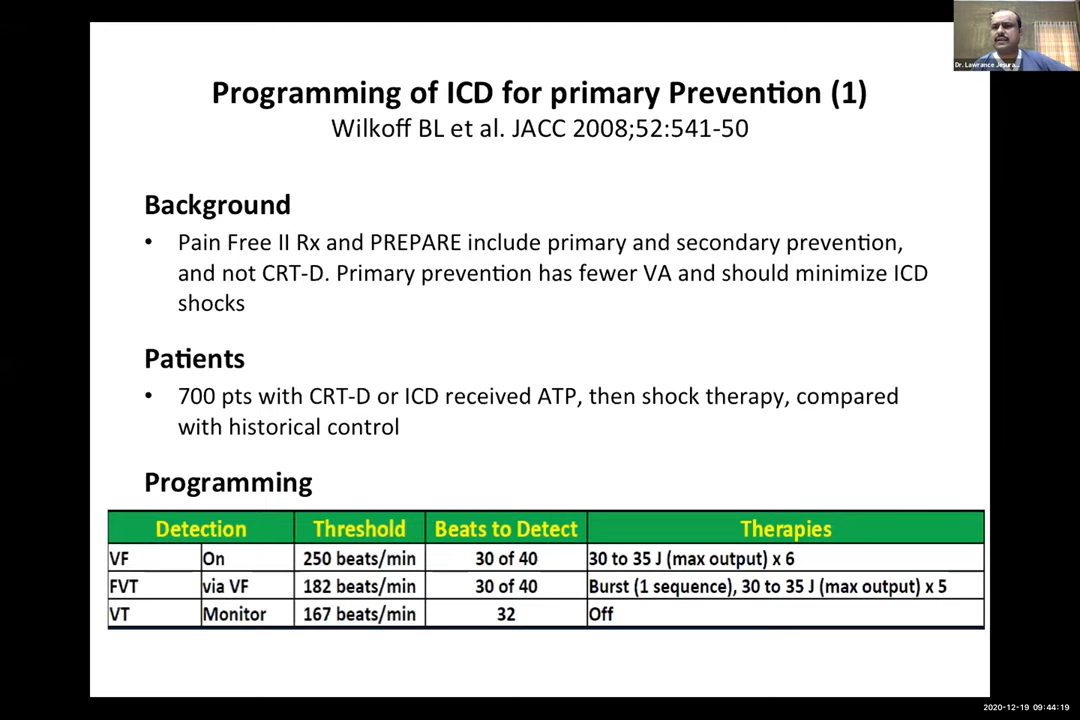 Dr. Lawrance Jesura...
Programming of ICD for primary Prevention (1)
Wilkoff BL et al. JACC 2008;52:541-50
Background
• Pain Free II Rx and PREPARE include primary and secondary prevention,
and not CRT-D. Primary prevention has fewer VA and should minimize ICD
shocks
Patients
• 700 pts with CRT-D or ICD received ATP, then shock therapy, compared
with historical control
Programming
Detection Threshold Beats to Detect Therapies
VF On 250 beats/min 30 of 40 30 to 35 J (max output) x 6
FVT via VF 182 beats/min 30 of 40 Burst (1 sequence), 30 to 35 J (max output) x 5
VT Monitor 167 beats/min 32 Off
2020-12-19 09:44:19